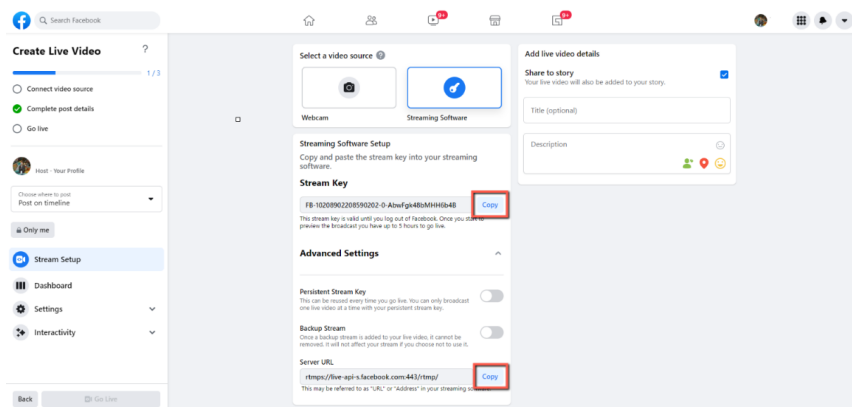 Search Facebook
9+
9+
Create Live Video
?
1 / 3
Connect video source
Complete post details
Go live
Host - Your Profile
Choose where to post
Post on timeline
Only me
Stream Setup
Dashboard
Settings
Interactivity
Back
Go Live
Select a video source ?
Webcam
Streaming Software
Streaming Software Setup
Copy and paste the stream key into your streaming
software.
Stream Key
FB-10208902208590202-0-AbwFgk48bMHH6b4B
Copy
This stream key is valid until you log out of Facebook. Once you start to
preview the broadcast you have up to 5 hours to go live.
Advanced Settings
Persistent Stream Key
This can be reused every time you go live. You can only broadcast
one live video at a time with your persistent stream key.
Backup Stream
Once a backup stream is added to your live video, it cannot be
removed. It will not affect your stream if you choose not to use it.
Server URL
rtmps://live-api-s.facebook.com:443/rtmp/
Copy
This may be referred to as "URL" or "Address" in your streaming software.
Add live video details
Share to story
Your live video will also be added to your story.
Title (optional)
Description